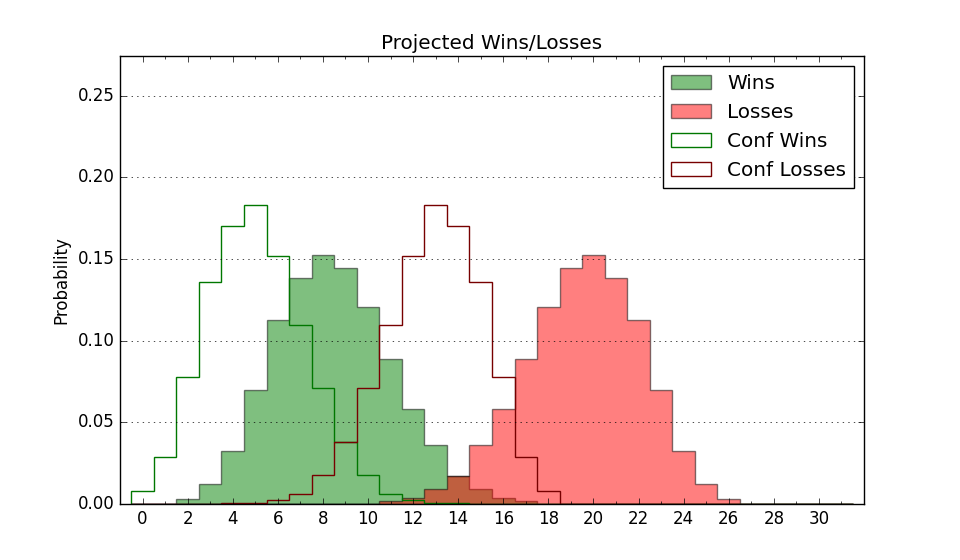 Projected Wins/Losses
Wins
Losses
Conf Wins
Conf Losses
Probability
0.25
0.20
0.15
0.10
0.05
0.00
0 2 4 6 8 10 12 14 16 18 20 22 24 26 28 30